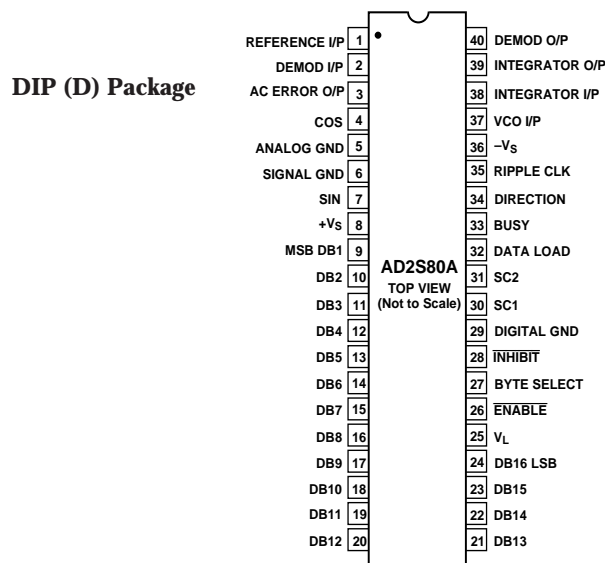 DIP (D) Package
REFERENCE I/P 1
DEMOD I/P 2
AC ERROR O/P 3
COS 4
ANALOG GND 5
SIGNAL GND 6
SIN 7
+VS 8
MSB DB1 9
DB2 10
DB3 11
DB4 12
DB5 13
DB6 14
DB7 15
DB8 16
DB9 17
DB10 18
DB11 19
DB12 20
AD2S80A
TOP VIEW
(Not to Scale)
40 DEMOD O/P
39 INTEGRATOR O/P
38 INTEGRATOR I/P
37 VCO I/P
36 –VS
35 RIPPLE CLK
34 DIRECTION
33 BUSY
32 DATA LOAD
31 SC2
30 SC1
29 DIGITAL GND
28 INHIBIT
27 BYTE SELECT
26 ENABLE
25 VL
24 DB16 LSB
23 DB15
22 DB14
21 DB13